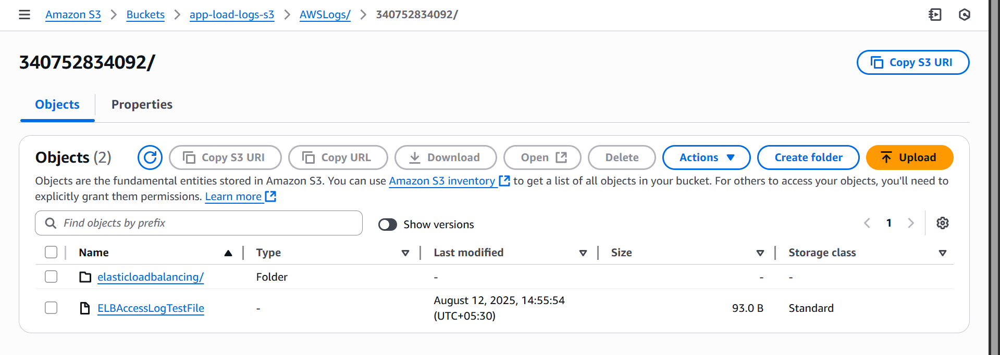 Amazon S3 > Buckets > app-load-logs-s3 > AWSLogs/ > 340752834092/
340752834092/
Copy S3 URI
Objects
Properties
Objects (2)
Copy S3 URI
Copy URL
Download
Open
Delete
Actions
Create folder
Upload
Objects are the fundamental entities stored in Amazon S3. You can use Amazon S3 inventory to get a list of all objects in your bucket. For others to access your objects, you'll need to
explicitly grant them permissions. Learn more
Find objects by prefix
Show versions
1
Name
Type
Last modified
Size
Storage class
elasticloadbalancing/
Folder
-
-
-
ELBAccessLogTestFile
-
August 12, 2025, 14:55:54
(UTC+05:30)
93.0 B
Standard